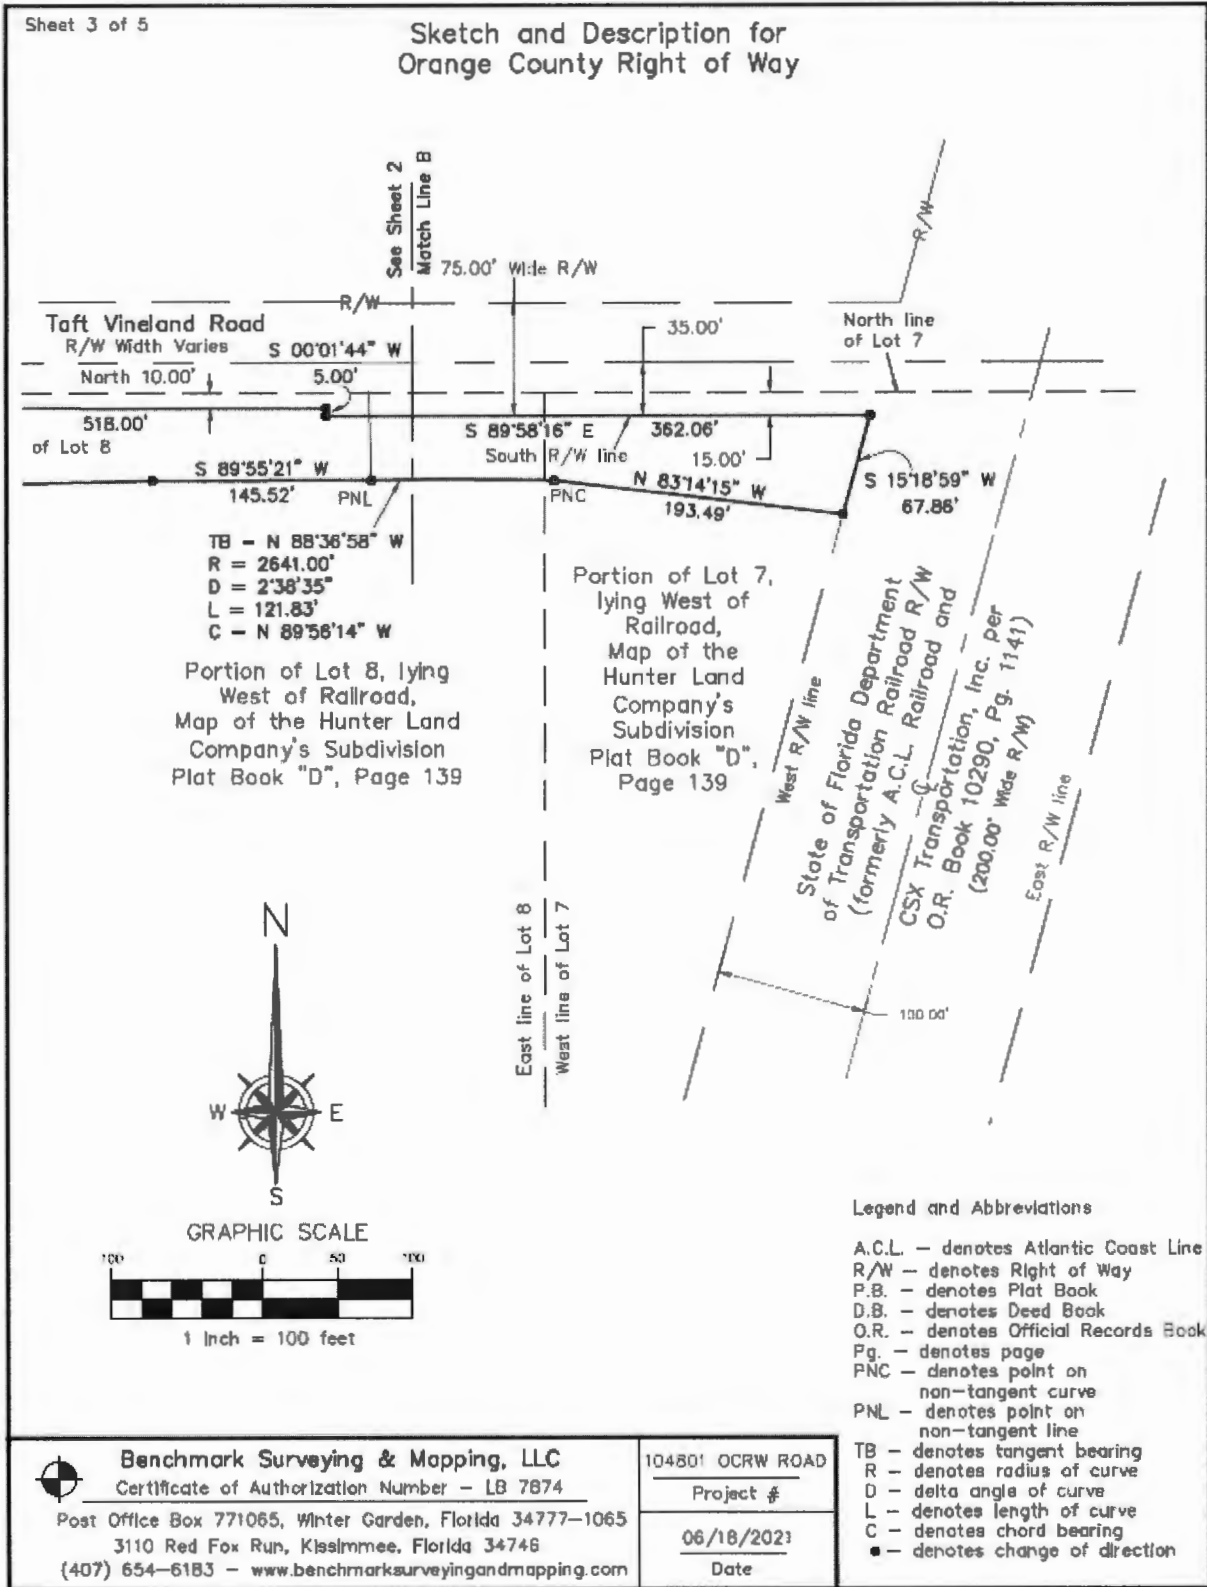 Sheet 3 of 5
Sketch and Description for
Orange County Right of Way
See Sheet 2
Match Line B
75.00' Wide R/W
R/W
R/W
Taft Vineland Road
R/W Width Varies
S 00°01'44" W
35.00'
North line
of Lot 7
North 10.00'
5.00'
518.00'
of Lot 8
S 89°58'16" E
362.06'
South R/W line
15.00'
S 89°55'21" W
145.52'
PNL
PNC
N 83°14'15" W
193.49'
S 15°18'59" W
67.86'
TB - N 88°36'58" W
R = 2641.00'
D = 2°38'35"
L = 121.83'
C - N 89°56'14" W
Portion of Lot 8, lying
West of Railroad,
Map of the Hunter Land
Company's Subdivision
Plat Book "D", Page 139
Portion of Lot 7,
lying West of
Railroad,
Map of the
Hunter Land
Company's
Subdivision
Plat Book "D",
Page 139
West R/W line
State of Florida Department
of Transportation Railroad R/W
(formerly A.C.L. Railroad and
CSX Transportation, Inc. per
O.R. Book 10290, Pg. 1141)
(200.00' Wide R/W)
East R/W line
100.00'
East line of Lot 8
West line of Lot 7
N
W
E
S
GRAPHIC SCALE
100 0 50 100
1 Inch = 100 feet
Legend and Abbreviations
A.C.L. - denotes Atlantic Coast Line
R/W - denotes Right of Way
P.B. - denotes Plat Book
D.B. - denotes Deed Book
O.R. - denotes Official Records Book
Pg. - denotes page
PNC - denotes point on
non-tangent curve
PNL - denotes point on
non-tangent line
TB - denotes tangent bearing
R - denotes radius of curve
D - delta angle of curve
L - denotes length of curve
C - denotes chord bearing
● - denotes change of direction
Benchmark Surveying & Mapping, LLC
Certificate of Authorization Number - LB 7874
Post Office Box 771065, Winter Garden, Florida 34777-1065
3110 Red Fox Run, Kissimmee, Florida 34746
(407) 654-6183 - www.benchmarksurveyingandmapping.com
104801 OCRW ROAD
Project #
06/18/2021
Date